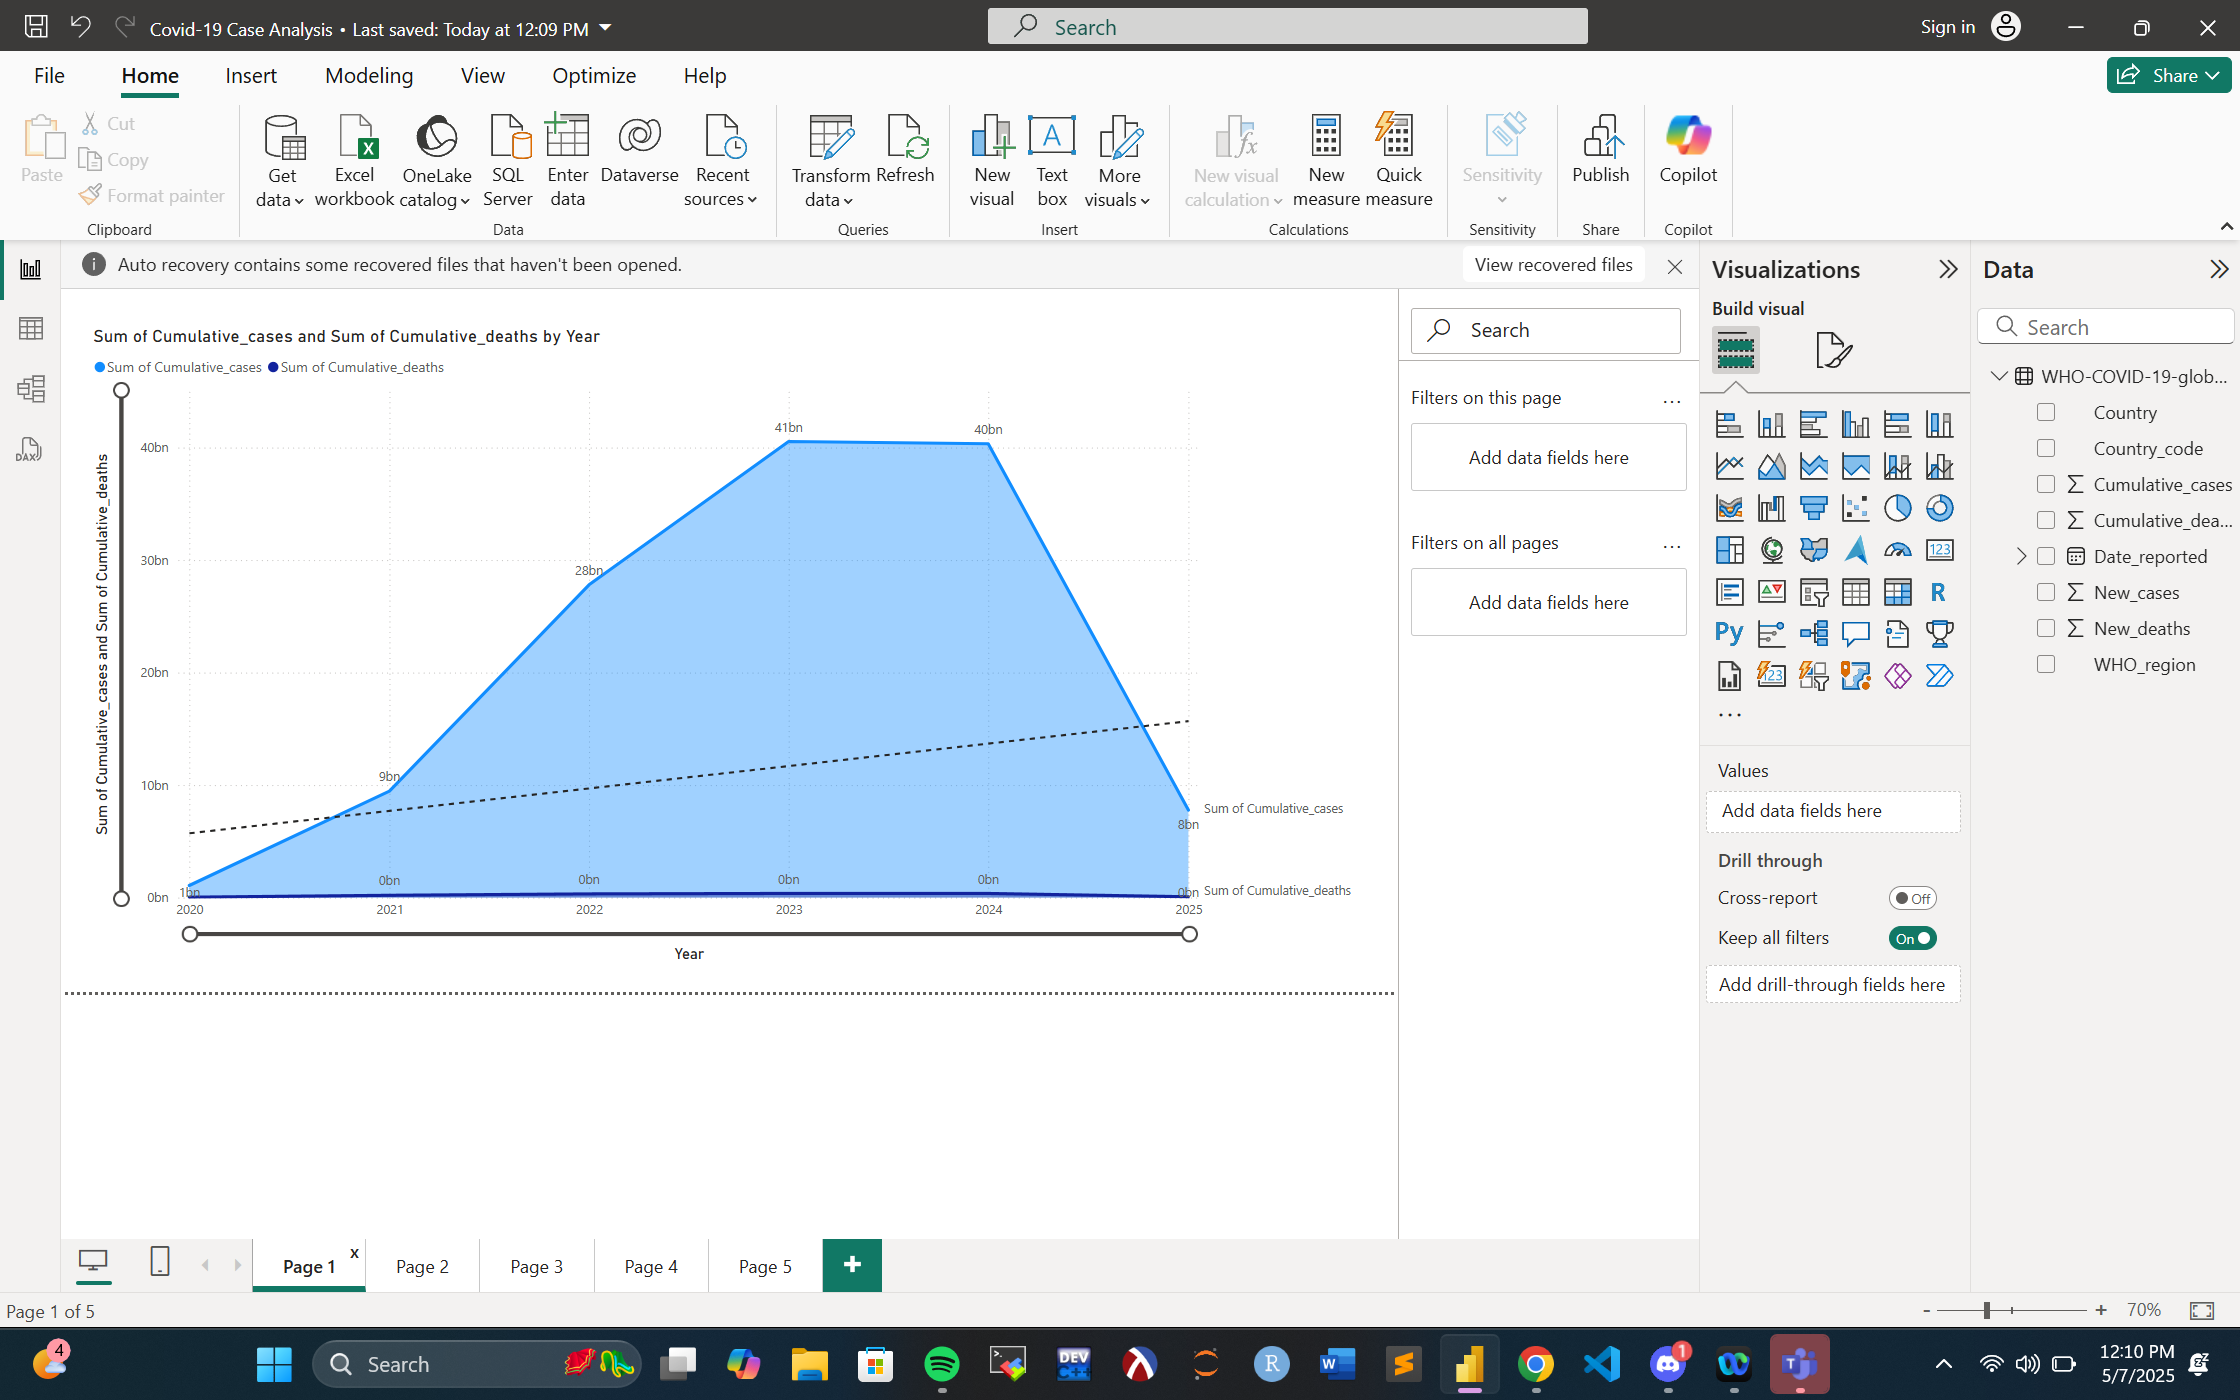 Covid-19 Case Analysis • Last saved: Today at 12:09 PM
Search
Sign in
File
Home
Insert
Modeling
View
Optimize
Help
Share
Paste
Cut
Copy
Format painter
Clipboard
Get data
Excel workbook
OneLake catalog
SQL Server
Enter data
Dataverse
Recent sources
Data
Transform data
Refresh
Queries
New visual
Text box
More visuals
Insert
New visual calculation
New measure
Quick measure
Calculations
Sensitivity
Sensitivity
Publish
Share
Copilot
Copilot
Auto recovery contains some recovered files that haven't been opened.
View recovered files
Sum of Cumulative_cases and Sum of Cumulative_deaths by Year
Sum of Cumulative_cases
Sum of Cumulative_deaths
Sum of Cumulative_cases and Sum of Cumulative_deaths
40bn
30bn
20bn
10bn
0bn
1bn
9bn
28bn
41bn
40bn
8bn
0bn
0bn
0bn
0bn
0bn
Sum of Cumulative_cases
Sum of Cumulative_deaths
2020
2021
2022
2023
2024
2025
Year
Search
Filters on this page
...
Add data fields here
Filters on all pages
...
Add data fields here
Visualizations
Build visual
123
R
Py
123
...
Values
Add data fields here
Drill through
Cross-report
Off
Keep all filters
On
Add drill-through fields here
Data
Search
WHO-COVID-19-glob...
Country
Country_code
Cumulative_cases
Cumulative_dea...
Date_reported
New_cases
New_deaths
WHO_region
DAX
Page 1
x
Page 2
Page 3
Page 4
Page 5
+
Page 1 of 5
-
+
70%
4
Search
DEV C++
R
W
S
T
1
12:10 PM
5/7/2025